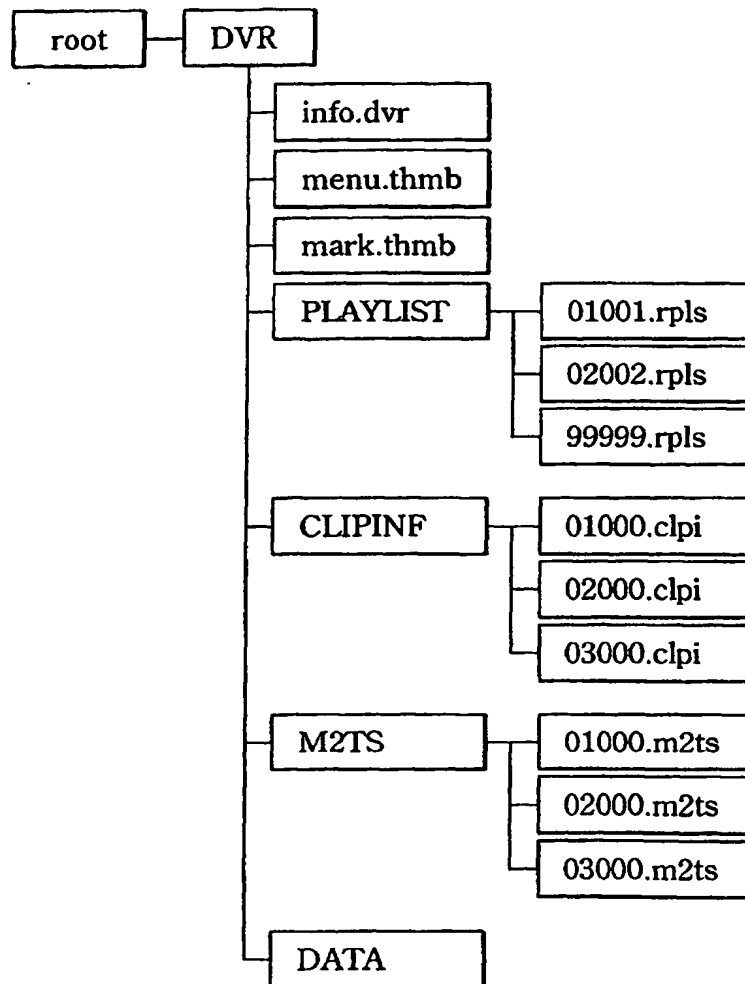 root
DVR
info.dvr
menu.thmb
mark.thmb
PLAYLIST
01001.rpls
02002.rpls
99999.rpls
CLIPINF
01000.clpi
02000.clpi
03000.clpi
M2TS
01000.m2ts
02000.m2ts
03000.m2ts
DATA